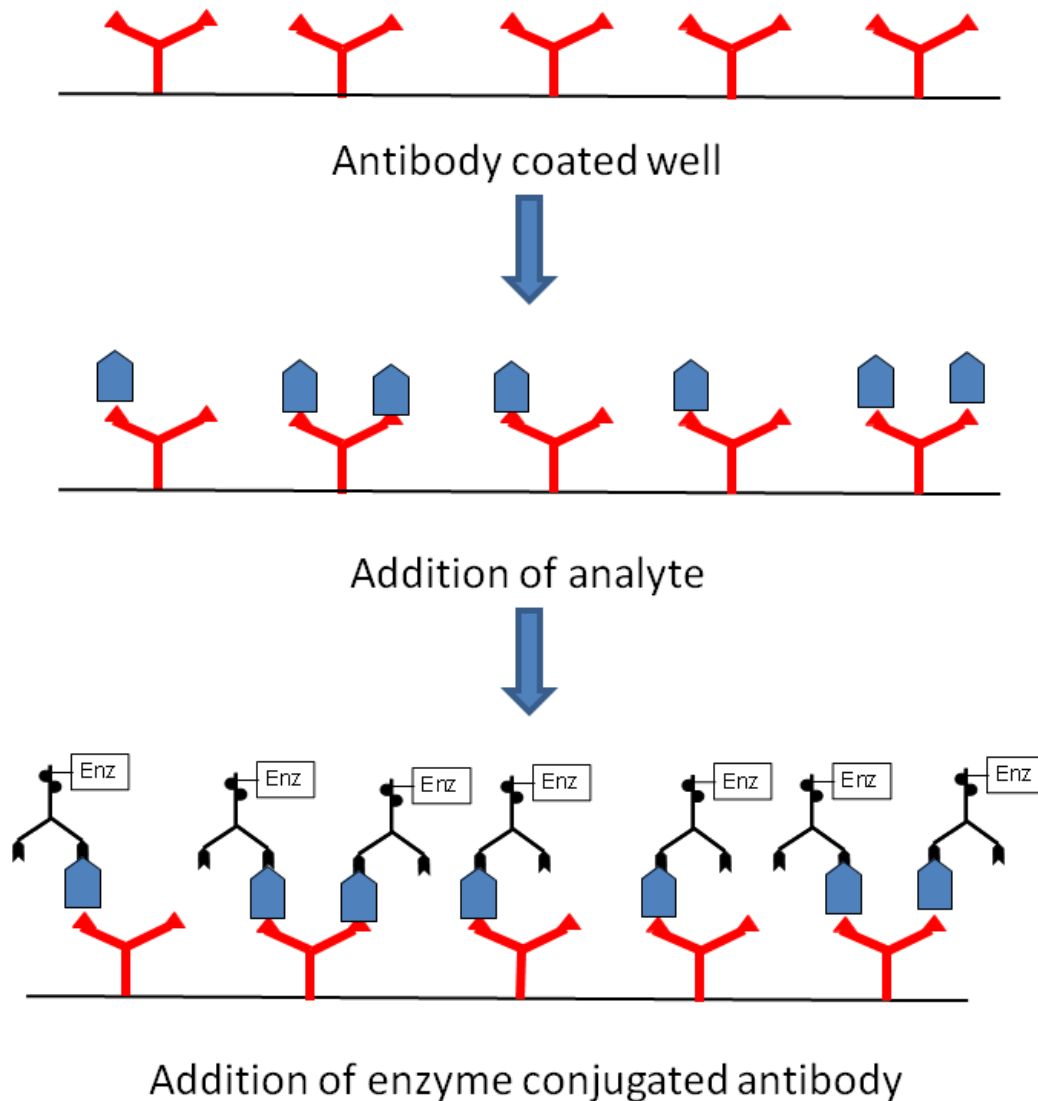 Antibody coated well
Addition of analyte
Enz
Enz
Enz
Enz
Enz
Enz
Enz
Addition of enzyme conjugated antibody